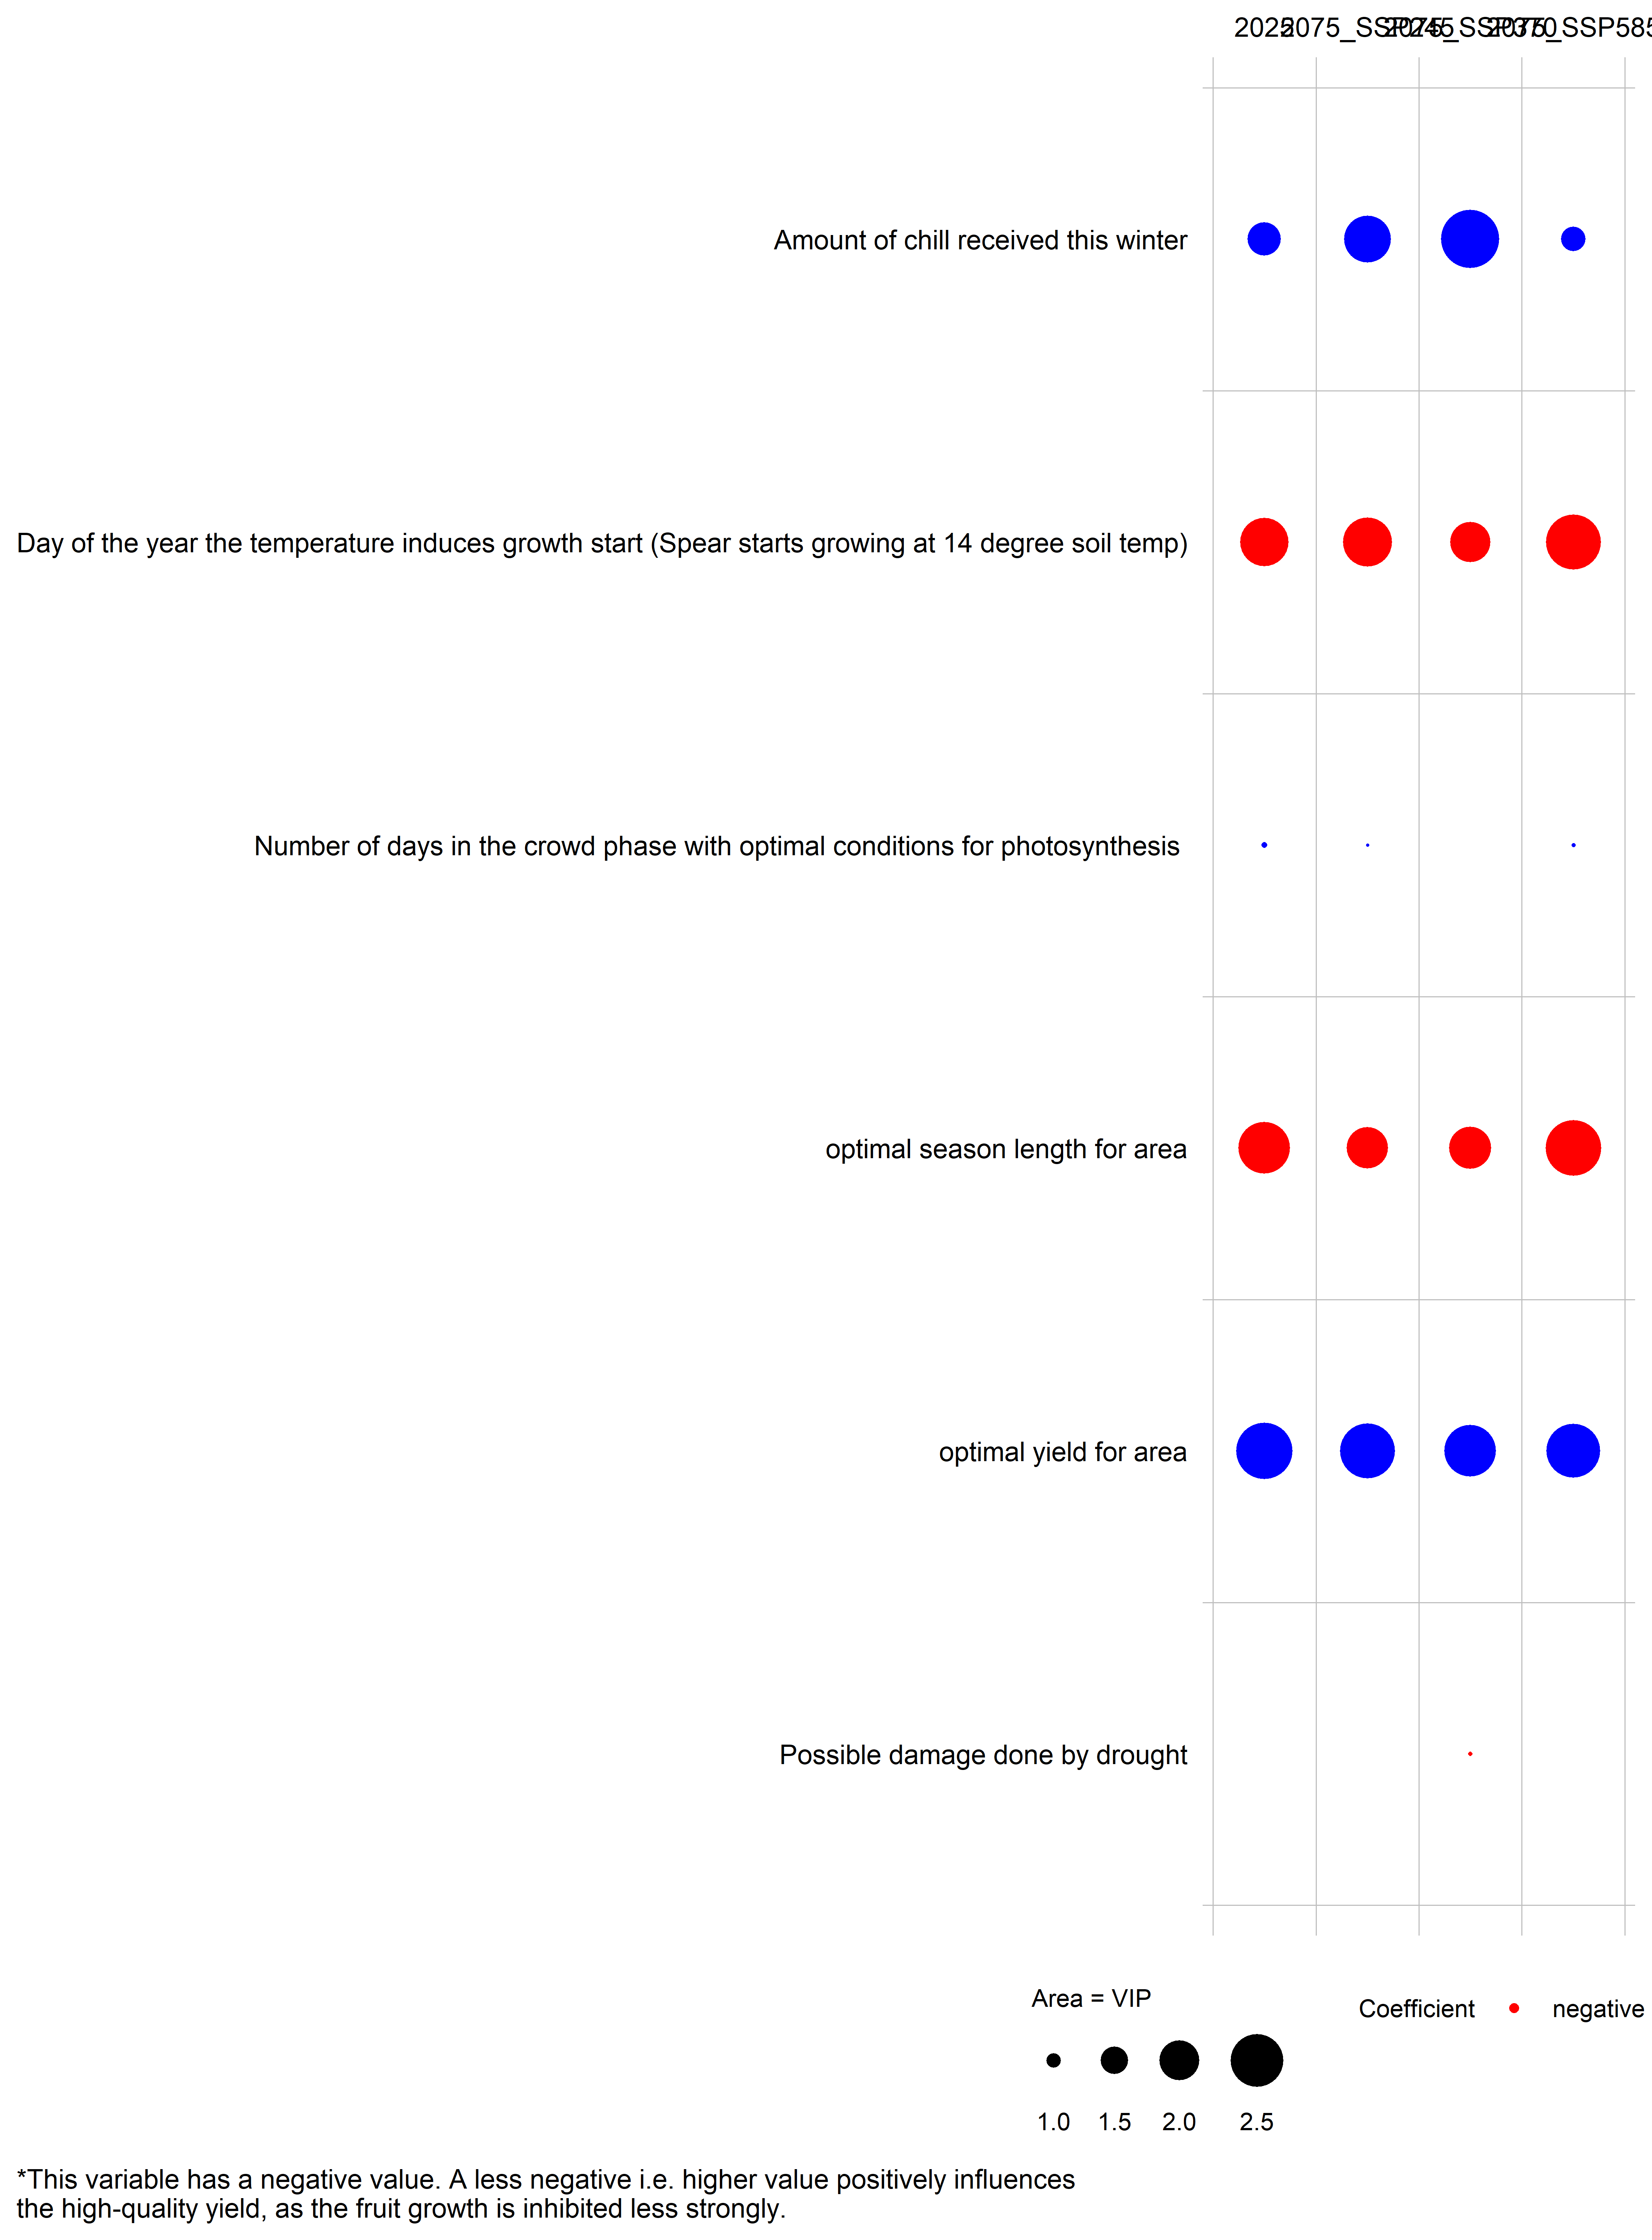 2025 2075_SSP245 2075_SSP370 2075_SSP585
Amount of chill received this winter
Day of the year the temperature induces growth start (Spear starts growing at 14 degree soil temp)
Number of days in the crowd phase with optimal conditions for photosynthesis
optimal season length for area
optimal yield for area
Possible damage done by drought
Area = VIP
Coefficient negative
1.0 1.5 2.0 2.5
*This variable has a negative value. A less negative i.e. higher value positively influences
the high-quality yield, as the fruit growth is inhibited less strongly.